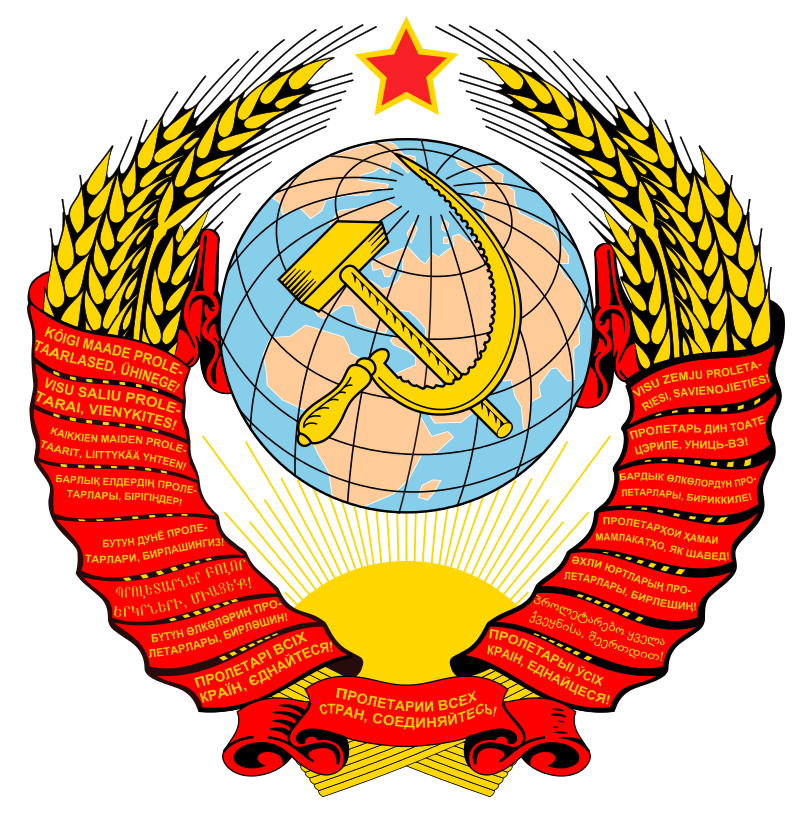 KÕIGI MAADE PROLE-
TAARLASED, ÜHINEGE!
VISU SALIU PROLE-
TARAI, VIENYKITES!
KAIKKIEN MAIDEN PROLE-
TAARIT, LIITTYKÄÄ YHTEEN!
БАРЛЫҚ ЕЛДЕРДІҢ ПРОЛЕ-
ТАРЛАРЫ, БІРІГІҢДЕР!
БУТУН ДУНЁ ПРОЛЕ-
ТАРЛАРИ, БИРЛАШИНГИЗ!
ՊՐՈԼԵՏԱՐՆԵՐ ԲՈԼՈՐ
ԵՐԿՐՆԵՐԻ, ՄԻԱՑԵ՛Ք!
БҮТҮН ӨЛКӘЛӘРИН ПРО-
ЛЕТАРЛАРЫ, БИРЛӘШИН!
ПРОЛЕТАРІ ВСІХ
КРАЇН, ЄДНАЙТЕСЯ!
VISU ZEMJU PROLETA-
RIESI, SAVIENOJIETIES!
ПРОЛЕТАРЬ ДИН ТОАТЕ
ЦЭРИЛЕ, УНИЦЬ-ВЭ!
БАРДЫК ӨЛКӨЛОРДҮН ПРО-
ЛЕТАРЛАРЫ, БИРИККИЛЕ!
ПРОЛЕТАРҲОИ ҲАМАИ
МАМЛАКАТҲО, ЯК ШАВЕД!
ӘХЛИ ЮРТЛАРЫҢ ПРО-
ЛЕТАРЛАРЫ, БИРЛЕШИҢ!
პროლეტარებო ყველა
ქვეყნისა, შეერთდით!
ПРОЛЕТАРЫІ ЎСІХ
КРАІН, ЕДНАЙЦЕСЯ!
ПРОЛЕТАРИИ ВСЕХ
СТРАН, СОЕДИНЯЙТЕСЬ!